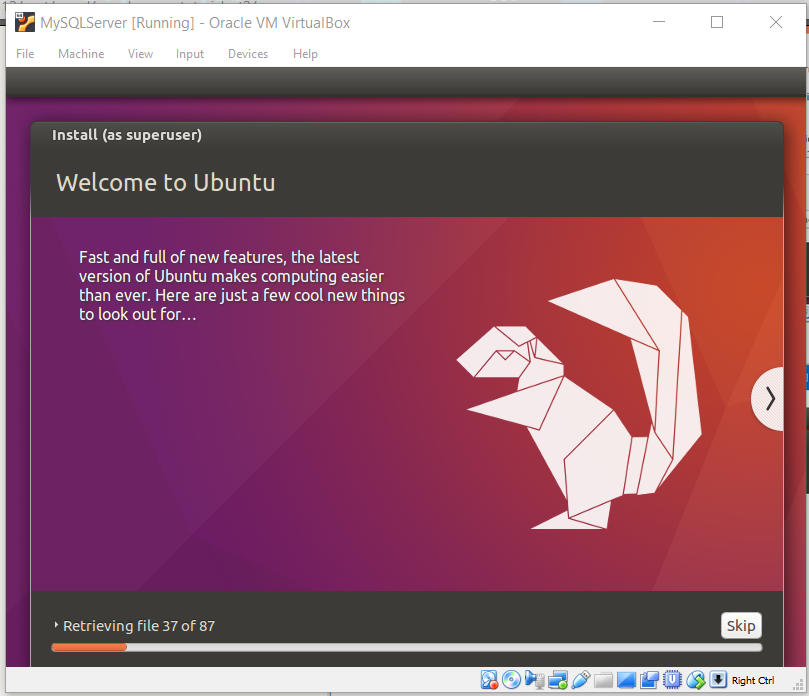 MySQLServer [Running] - Oracle VM VirtualBox
File Machine View Input Devices Help
Install (as superuser)
Welcome to Ubuntu
Fast and full of new features, the latest
version of Ubuntu makes computing easier
than ever. Here are just a few cool new things
to look out for…
Retrieving file 37 of 87
Skip
Right Ctrl